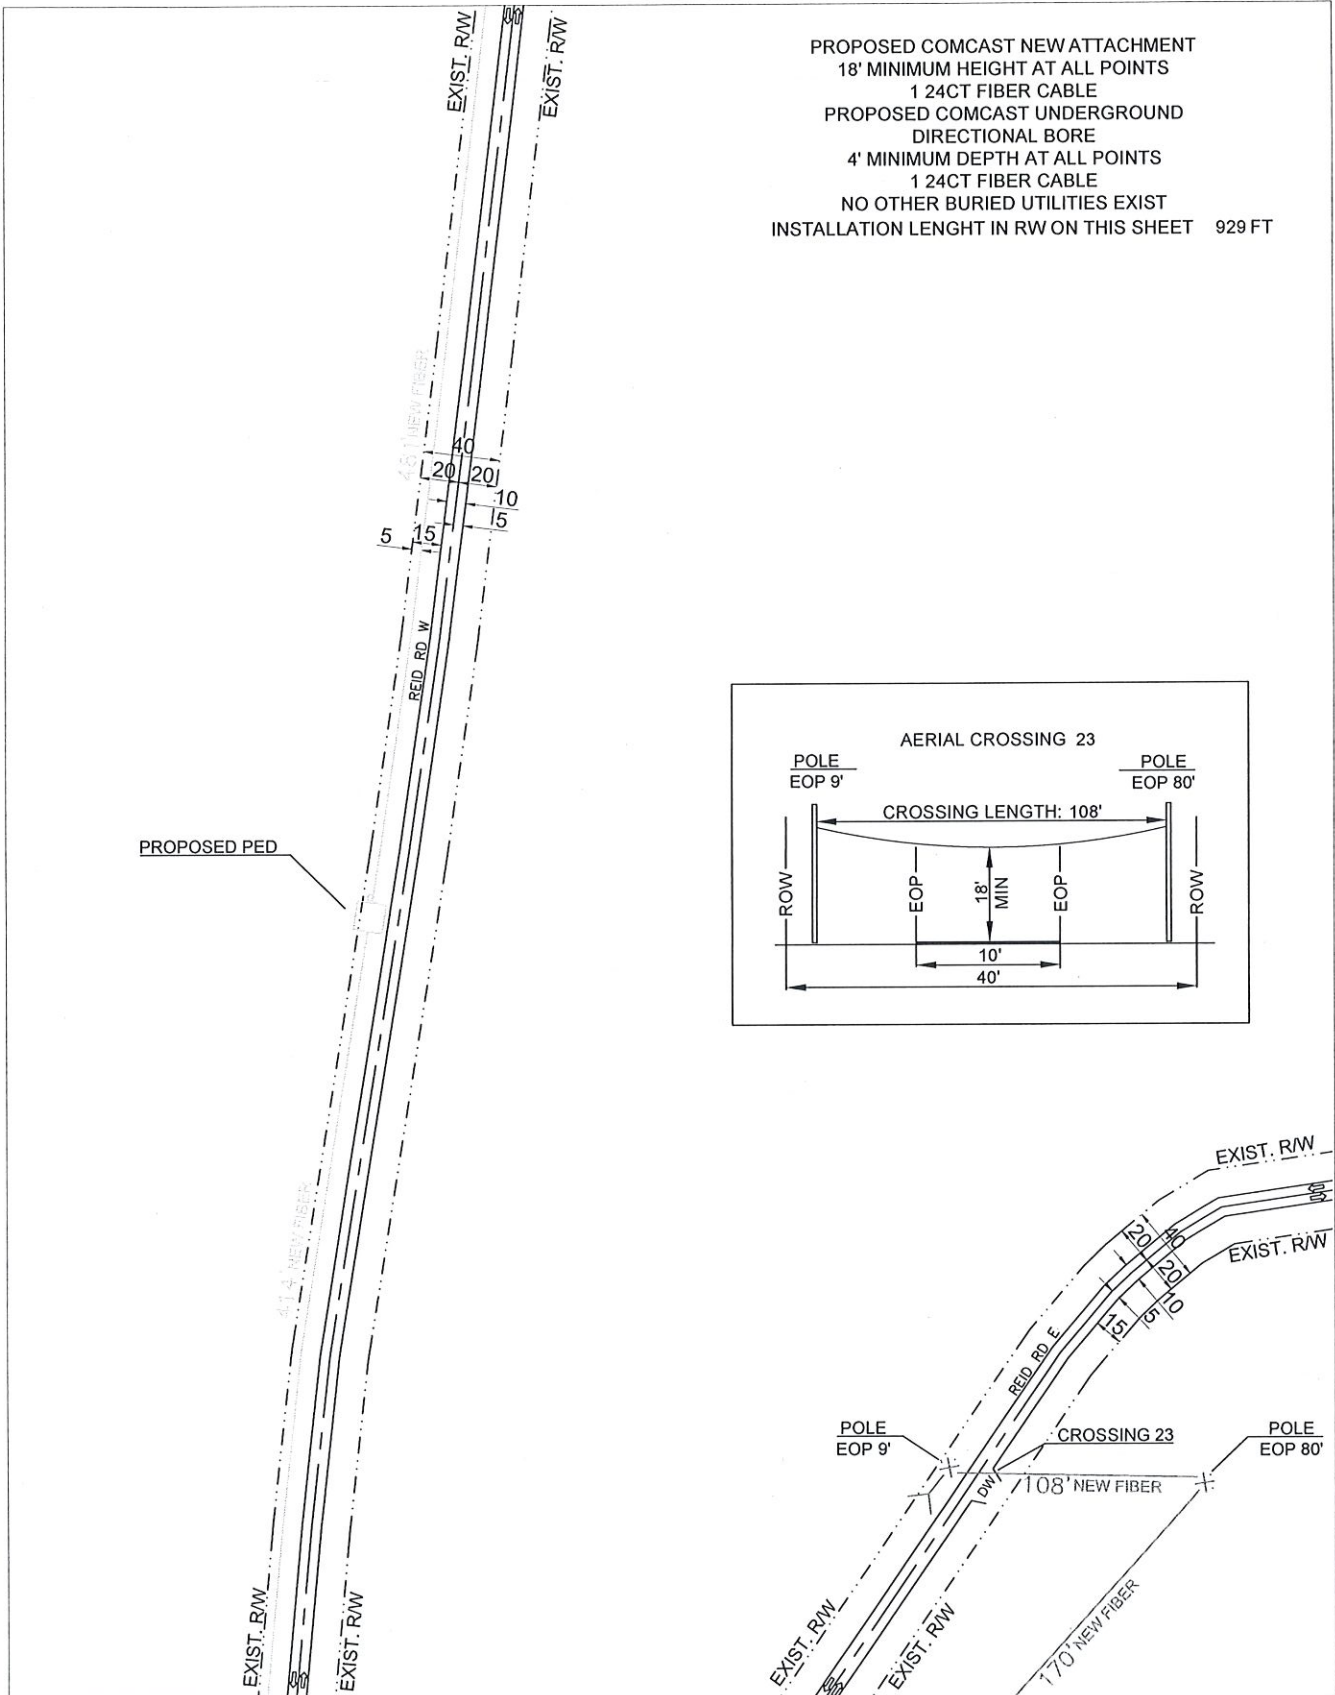 PROPOSED COMCAST NEW ATTACHMENT
18' MINIMUM HEIGHT AT ALL POINTS
1 24CT FIBER CABLE
PROPOSED COMCAST UNDERGROUND
DIRECTIONAL BORE
4' MINIMUM DEPTH AT ALL POINTS
1 24CT FIBER CABLE
NO OTHER BURIED UTILITIES EXIST
INSTALLATION LENGHT IN RW ON THIS SHEET 929 FT
EXIST. R/W
EXIST. R/W
NEW FIBER
40
20 20
10
5
5 15
REID RD W
PROPOSED PED
NEW FIBER
EXIST. R/W
EXIST. R/W
AERIAL CROSSING 23
POLE
EOP 9'
POLE
EOP 80'
CROSSING LENGTH: 108'
ROW
EOP
18'
MIN
EOP
ROW
10'
40'
EXIST. R/W
EXIST. R/W
40
20
20
10
5
15
REID RD E
POLE
EOP 9'
CROSSING 23
POLE
EOP 80'
DW
108' NEW FIBER
170' NEW FIBER
EXIST. R/W
EXIST. R/W